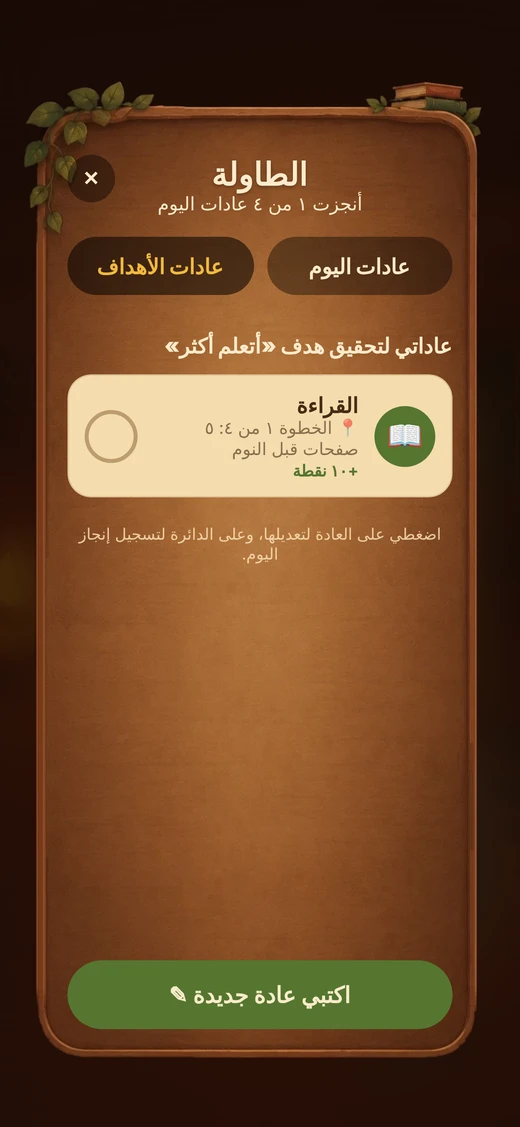 الطاولة
×
أنجزت ١ من ٤ عادات اليوم
عادات اليوم
عادات الأهداف
عاداتي لتحقيق هدف «أتعلم أكثر»
القراءة
📍 الخطوة ١ من ٤: ٥
صفحات قبل النوم
+١٠ نقطة
اضغطي على العادة لتعديلها، وعلى الدائرة لتسجيل إنجاز
اليوم.
اكتبي عادة جديدة ✎